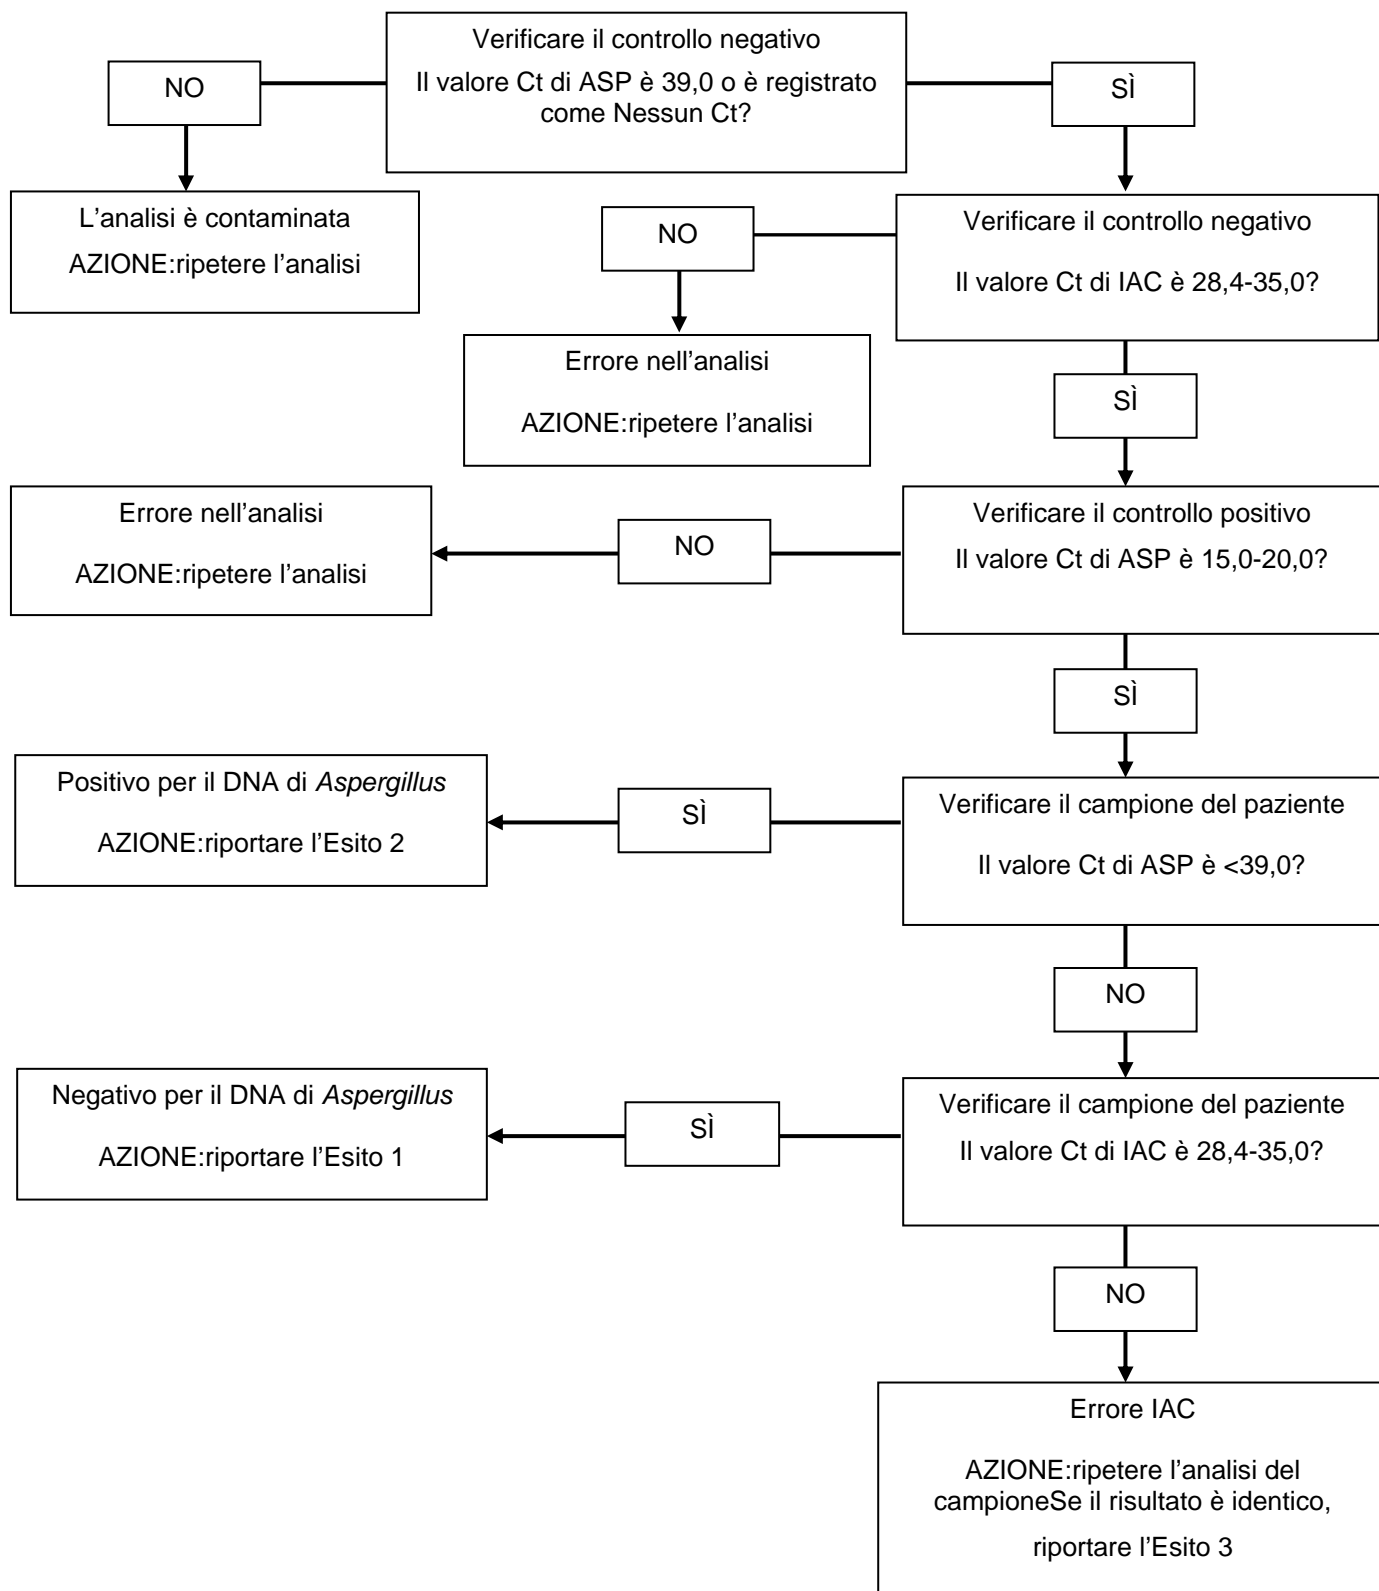 Verificare il controllo negativo
Il valore Ct di ASP è 39,0 o è registrato
come Nessun Ct?
NO
SÌ
L’analisi è contaminata
AZIONE:ripetere l’analisi
NO
Verificare il controllo negativo
Il valore Ct di IAC è 28,4-35,0?
Errore nell’analisi
AZIONE:ripetere l’analisi
SÌ
Errore nell’analisi
AZIONE:ripetere l’analisi
NO
Verificare il controllo positivo
Il valore Ct di ASP è 15,0-20,0?
SÌ
Positivo per il DNA di Aspergillus
AZIONE:riportare l’Esito 2
SÌ
Verificare il campione del paziente
Il valore Ct di ASP è <39,0?
NO
Negativo per il DNA di Aspergillus
AZIONE:riportare l’Esito 1
SÌ
Verificare il campione del paziente
Il valore Ct di IAC è 28,4-35,0?
NO
Errore IAC
AZIONE:ripetere l’analisi del
campioneSe il risultato è identico,
riportare l’Esito 3